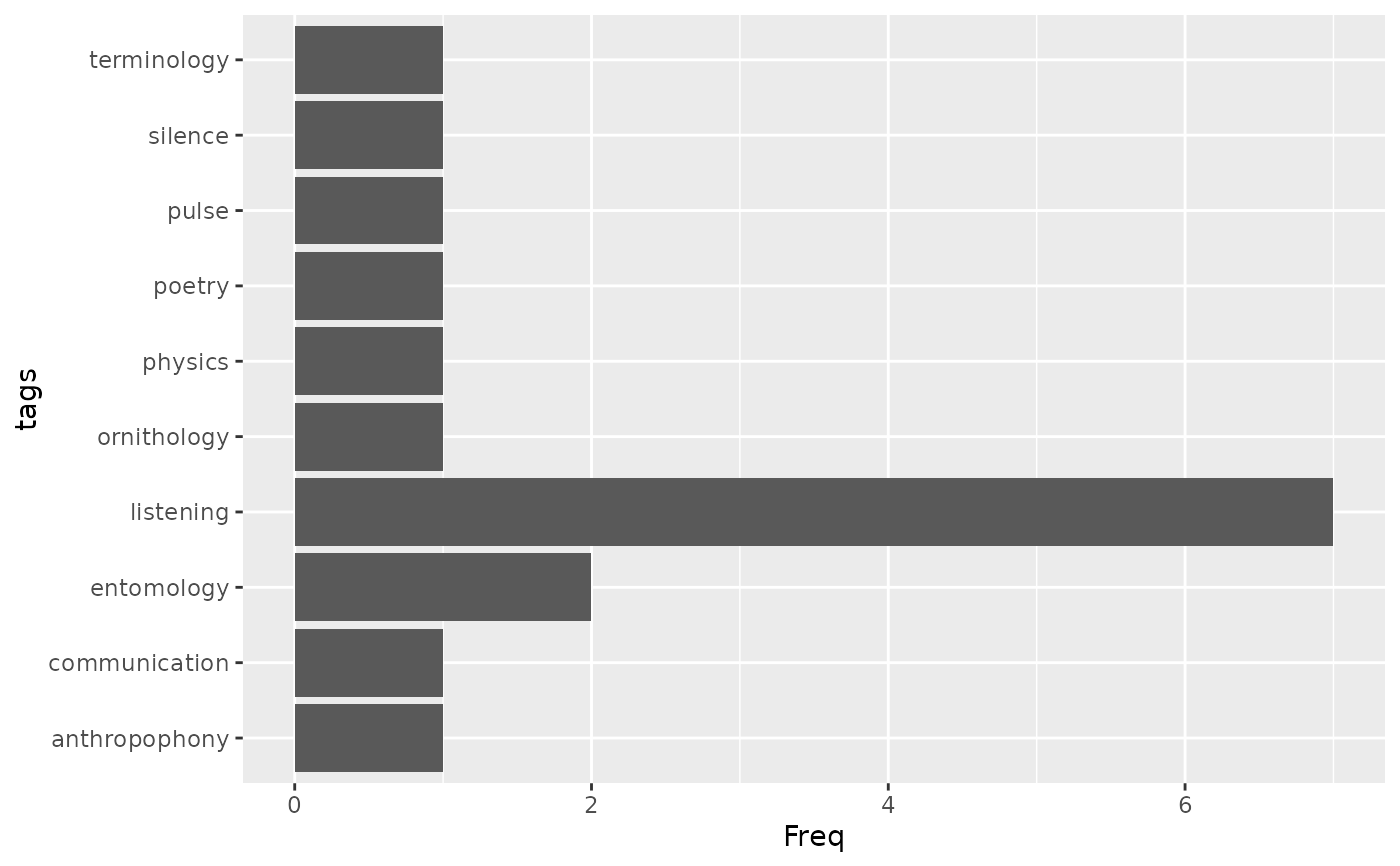 terminology
silence
pulse
poetry
physics
ornithology
listening
entomology
communication
anthropophony
tags
0 2 4 6
Freq